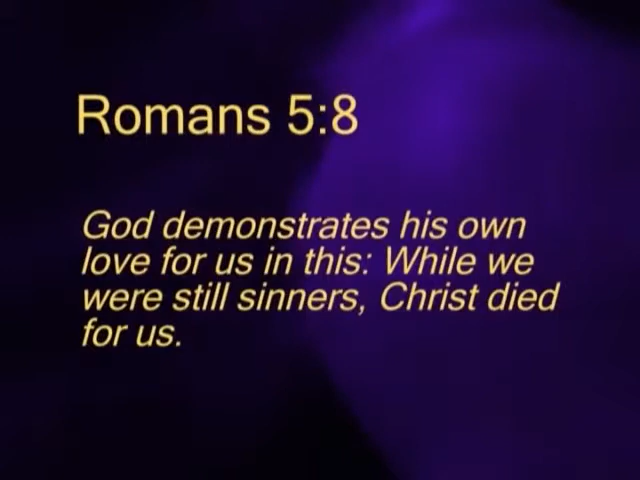 Romans 5:8
God demonstrates his own
love for us in this: While we
were still sinners, Christ died
for us.